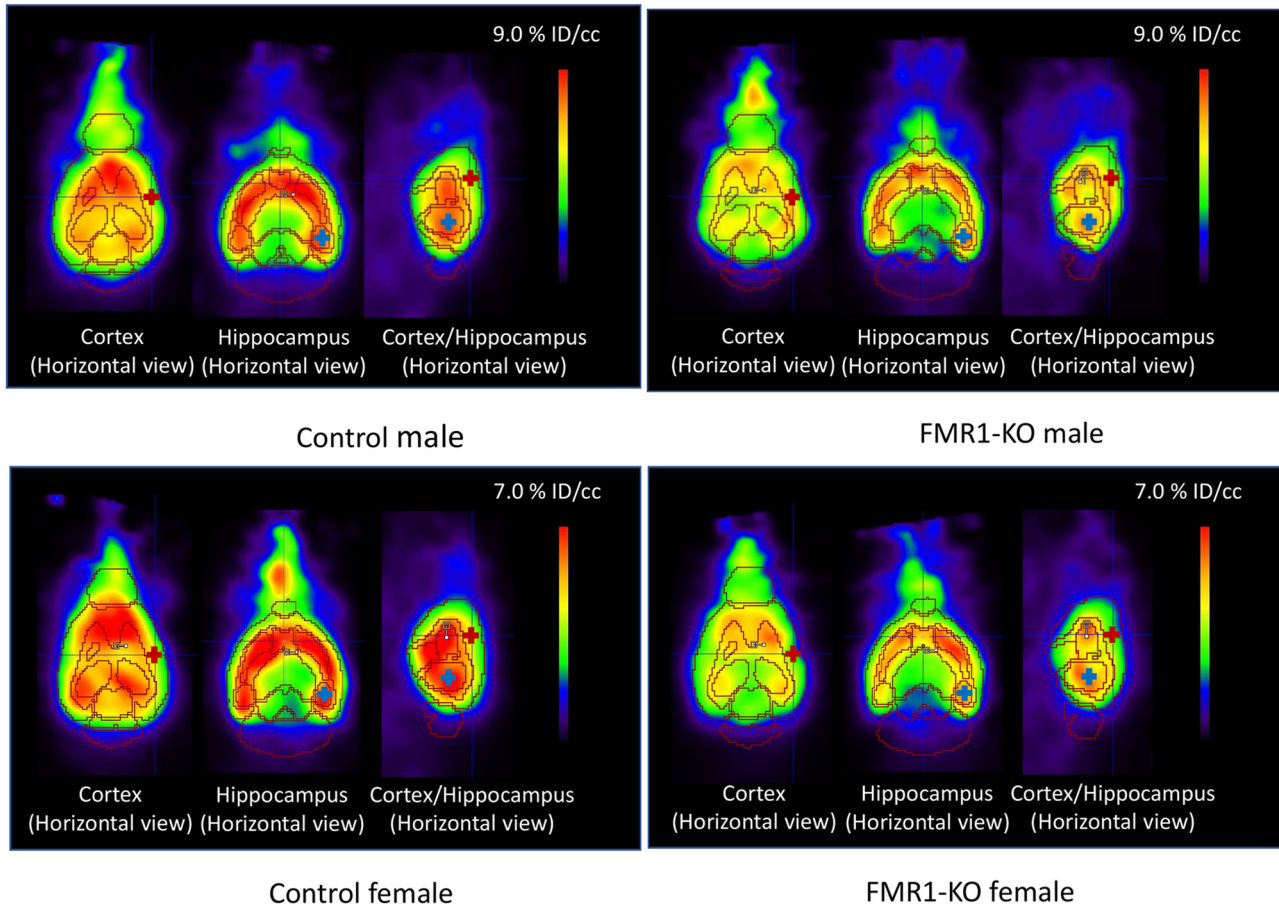 9.0 % ID/cc
Cortex
(Horizontal view)
Hippocampus
(Horizontal view)
Cortex/Hippocampus
(Horizontal view)
Control male
9.0 % ID/cc
Cortex
(Horizontal view)
Hippocampus
(Horizontal view)
Cortex/Hippocampus
(Horizontal view)
FMR1-KO male
7.0 % ID/cc
Cortex
(Horizontal view)
Hippocampus
(Horizontal view)
Cortex/Hippocampus
(Horizontal view)
Control female
7.0 % ID/cc
Cortex
(Horizontal view)
Hippocampus
(Horizontal view)
Cortex/Hippocampus
(Horizontal view)
FMR1-KO female